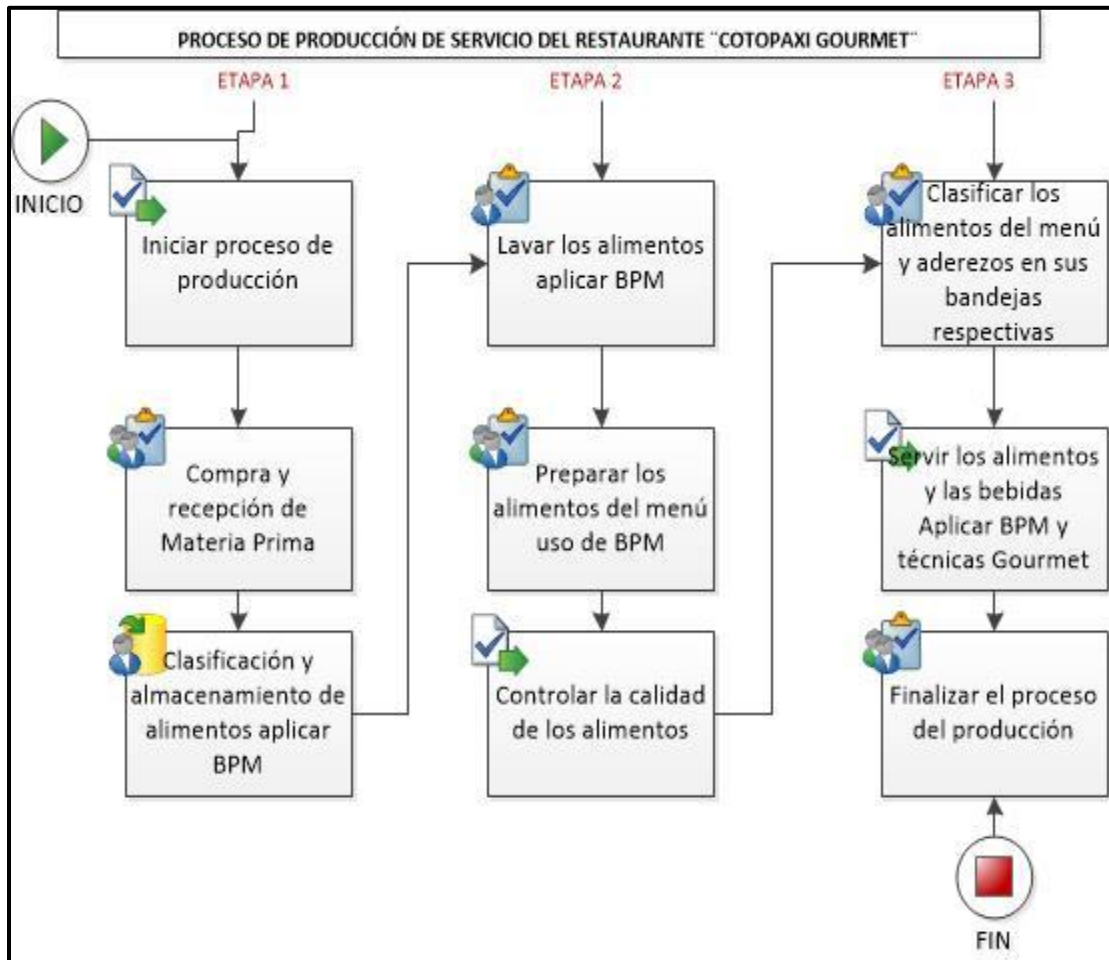 PROCESO DE PRODUCCIÓN DE SERVICIO DEL RESTAURANTE ¨COTOPAXI GOURMET¨
ETAPA 1
ETAPA 2
ETAPA 3
INICIO
Iniciar proceso de
producción
Compra y
recepción de
Materia Prima
Clasificación y
almacenamiento de
alimentos aplicar
BPM
Lavar los alimentos
aplicar BPM
Preparar los
alimentos del menú
uso de BPM
Controlar la calidad
de los alimentos
Clasificar los
alimentos del menú
y aderezos en sus
bandejas
respectivas
Servir los alimentos
y las bebidas
Aplicar BPM y
técnicas Gourmet
Finalizar el proceso
del producción
FIN